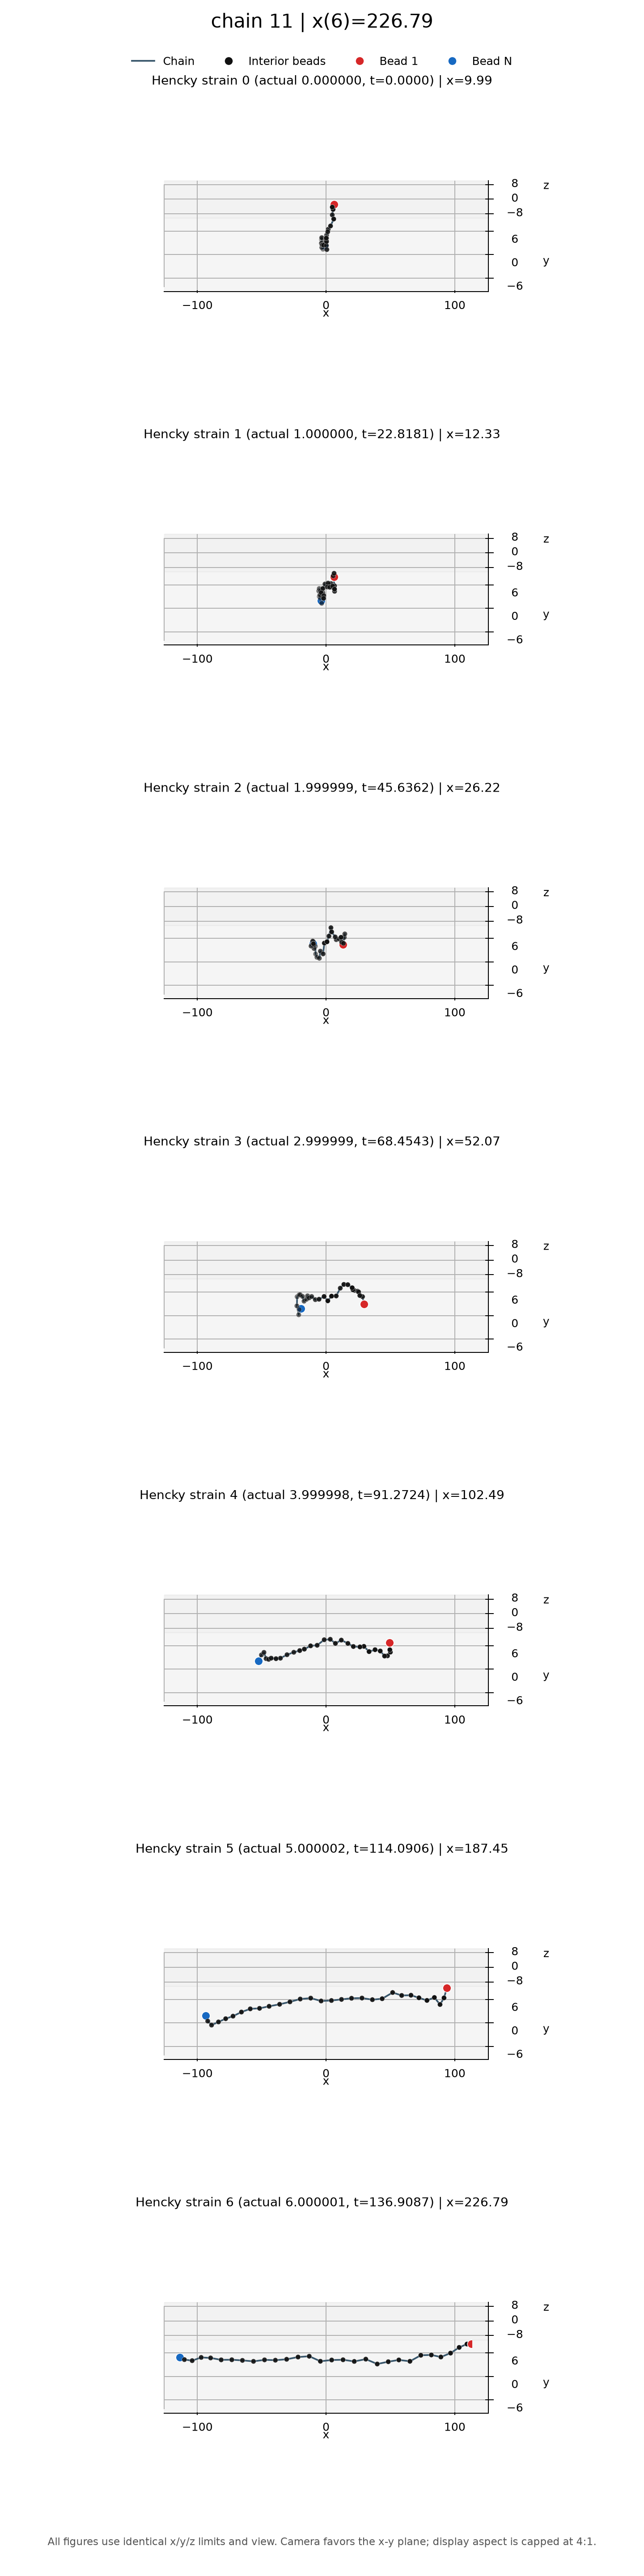 chain 11 | x(6)=226.79
Chain Interior beads Bead 1 Bead N
Hencky strain 0 (actual 0.000000, t=0.0000) | x=9.99
8 z
0
−8
6
0 y
−6
−100 0 100
x
Hencky strain 1 (actual 1.000000, t=22.8181) | x=12.33
8 z
0
−8
6
0 y
−6
−100 0 100
x
Hencky strain 2 (actual 1.999999, t=45.6362) | x=26.22
8 z
0
−8
6
0 y
−6
−100 0 100
x
Hencky strain 3 (actual 2.999999, t=68.4543) | x=52.07
8 z
0
−8
6
0 y
−6
−100 0 100
x
Hencky strain 4 (actual 3.999998, t=91.2724) | x=102.49
8 z
0
−8
6
0 y
−6
−100 0 100
x
Hencky strain 5 (actual 5.000002, t=114.0906) | x=187.45
8 z
0
−8
6
0 y
−6
−100 0 100
x
Hencky strain 6 (actual 6.000001, t=136.9087) | x=226.79
8 z
0
−8
6
0 y
−6
−100 0 100
x
All figures use identical x/y/z limits and view. Camera favors the x-y plane; display aspect is capped at 4:1.